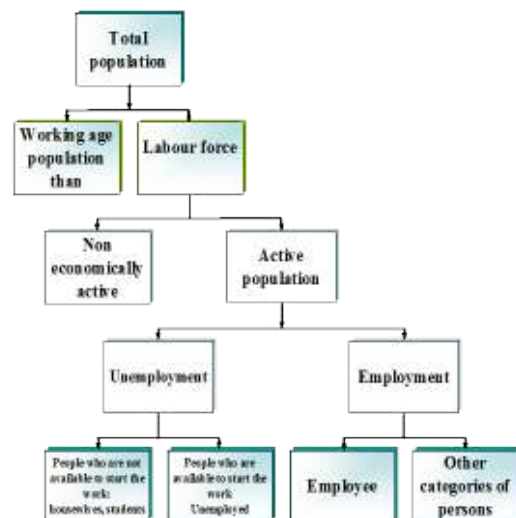 Total
population
Working age
population
than
Labour force
Non
economically
active
Active
population
Unemployment
Employment
People who are not
available to start the
work:
housewives, students
People who are
available to start the
work
Unemployed
Employee
Other
categories of
persons